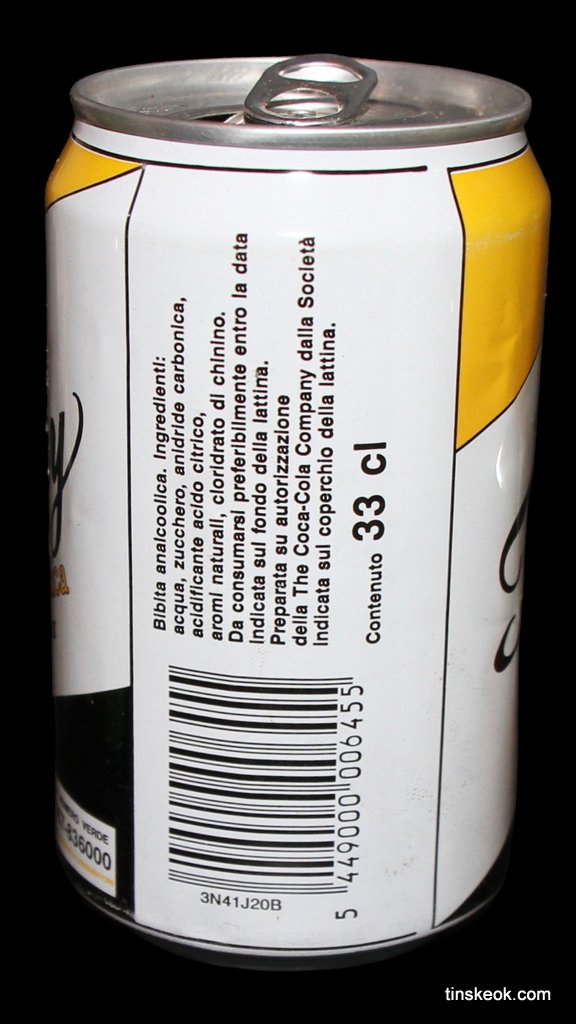 Bibita analcoolica. Ingredienti:
acqua, zucchero, anidride carbonica,
acidificante acido citrico,
aromi naturali, cloridrato di chinino.
Da consumarsi preferibilmente entro la data
indicata sul fondo della lattina.
Preparata su autorizzazione
della The Coca-Cola Company dalla Società
indicata sul coperchio della lattina.
Contenuto 33 cl
5 449000 006455
3N41J20B
VERDE
836000
tinskeok.com